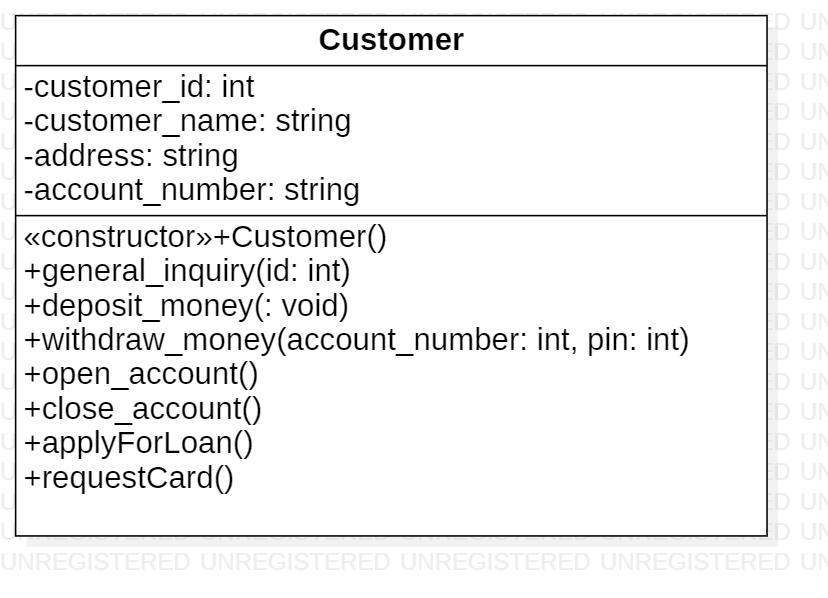 Customer
-customer_id: int
-customer_name: string
-address: string
-account_number: string
«constructor»+Customer()
+general_inquiry(id: int)
+deposit_money(: void)
+withdraw_money(account_number: int, pin: int)
+open_account()
+close_account()
+applyForLoan()
+requestCard()
UNREGISTERED UNREGISTERED UNREGISTERED UNREGISTERED UN